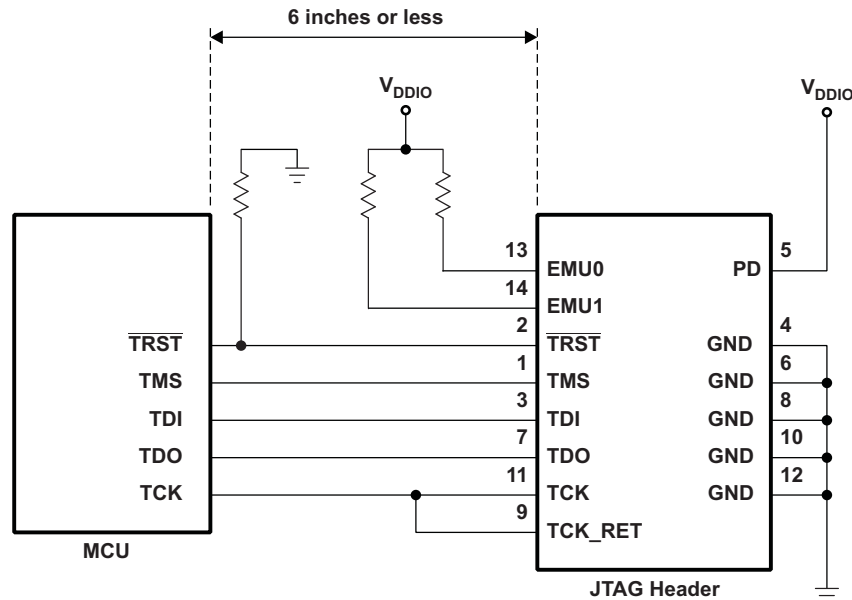 6 inches or less
VDDIO
VDDIO
13
EMU0
PD
5
14
EMU1
4
TRST
2
TRST
GND
6
TMS
1
TMS
GND
8
TDI
3
TDI
GND
10
TDO
7
TDO
GND
12
TCK
11
TCK
GND
9
TCK_RET
MCU
JTAG Header